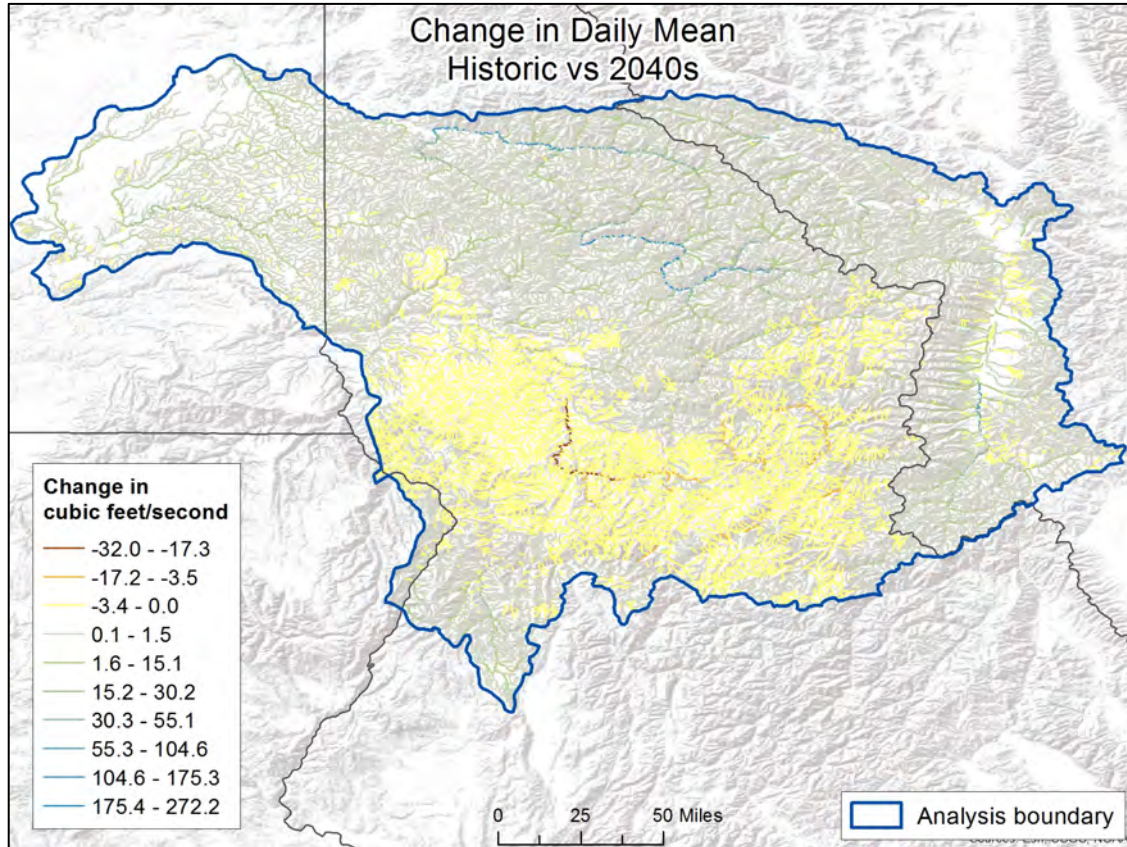 Change in Daily Mean
Historic vs 2040s
Change in
cubic feet/second
-32.0 - -17.3
-17.2 - -3.5
-3.4 - 0.0
0.1 - 1.5
1.6 - 15.1
15.2 - 30.2
30.3 - 55.1
55.3 - 104.6
104.6 - 175.3
175.4 - 272.2
0 25 50 Miles
Analysis boundary